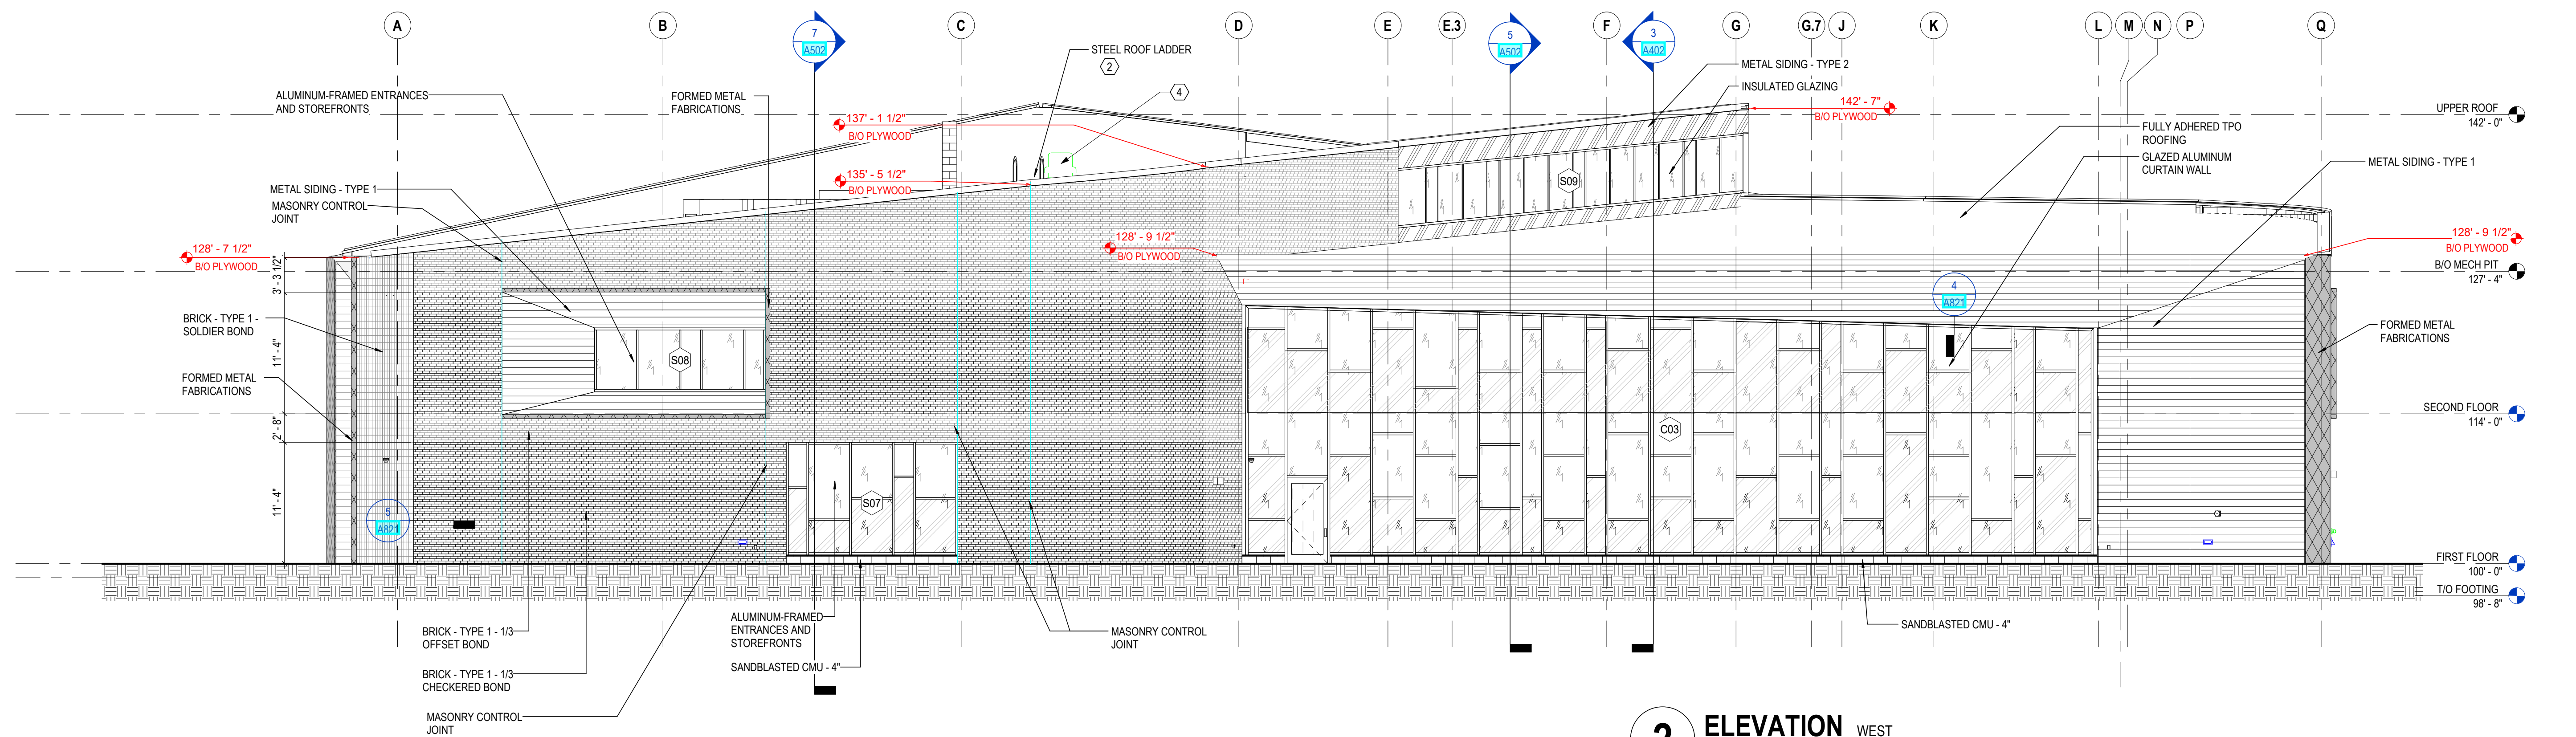 A
B
7
A502
C
D
E
E.3
5
A502
F
3
A402
G
G.7
J
K
L
M
N
P
Q
STEEL ROOF LADDER
2
4
ALUMINUM-FRAMED ENTRANCES
AND STOREFRONTS
FORMED METAL
FABRICATIONS
METAL SIDING - TYPE 2
INSULATED GLAZING
137' - 1 1/2"
B/O PLYWOOD
142' - 7"
B/O PLYWOOD
UPPER ROOF
142' - 0"
FULLY ADHERED TPO
ROOFING
GLAZED ALUMINUM
CURTAIN WALL
METAL SIDING - TYPE 1
135' - 5 1/2"
B/O PLYWOOD
METAL SIDING - TYPE 1
MASONRY CONTROL
JOINT
S09
128' - 7 1/2"
B/O PLYWOOD
128' - 9 1/2"
B/O PLYWOOD
128' - 9 1/2"
B/O PLYWOOD
B/O MECH PIT
127' - 4"
3' - 3 1/2"
4
A821
BRICK - TYPE 1 -
SOLDIER BOND
FORMED METAL
FABRICATIONS
11' - 4"
S08
FORMED METAL
FABRICATIONS
SECOND FLOOR
114' - 0"
2' - 8"
C03
11' - 4"
S07
5
A821
FIRST FLOOR
100' - 0"
T/O FOOTING
98' - 8"
BRICK - TYPE 1 - 1/3
OFFSET BOND
ALUMINUM-FRAMED
ENTRANCES AND
STOREFRONTS
MASONRY CONTROL
JOINT
SANDBLASTED CMU - 4"
SANDBLASTED CMU - 4"
BRICK - TYPE 1 - 1/3
CHECKERED BOND
MASONRY CONTROL
JOINT
2
ELEVATION WEST